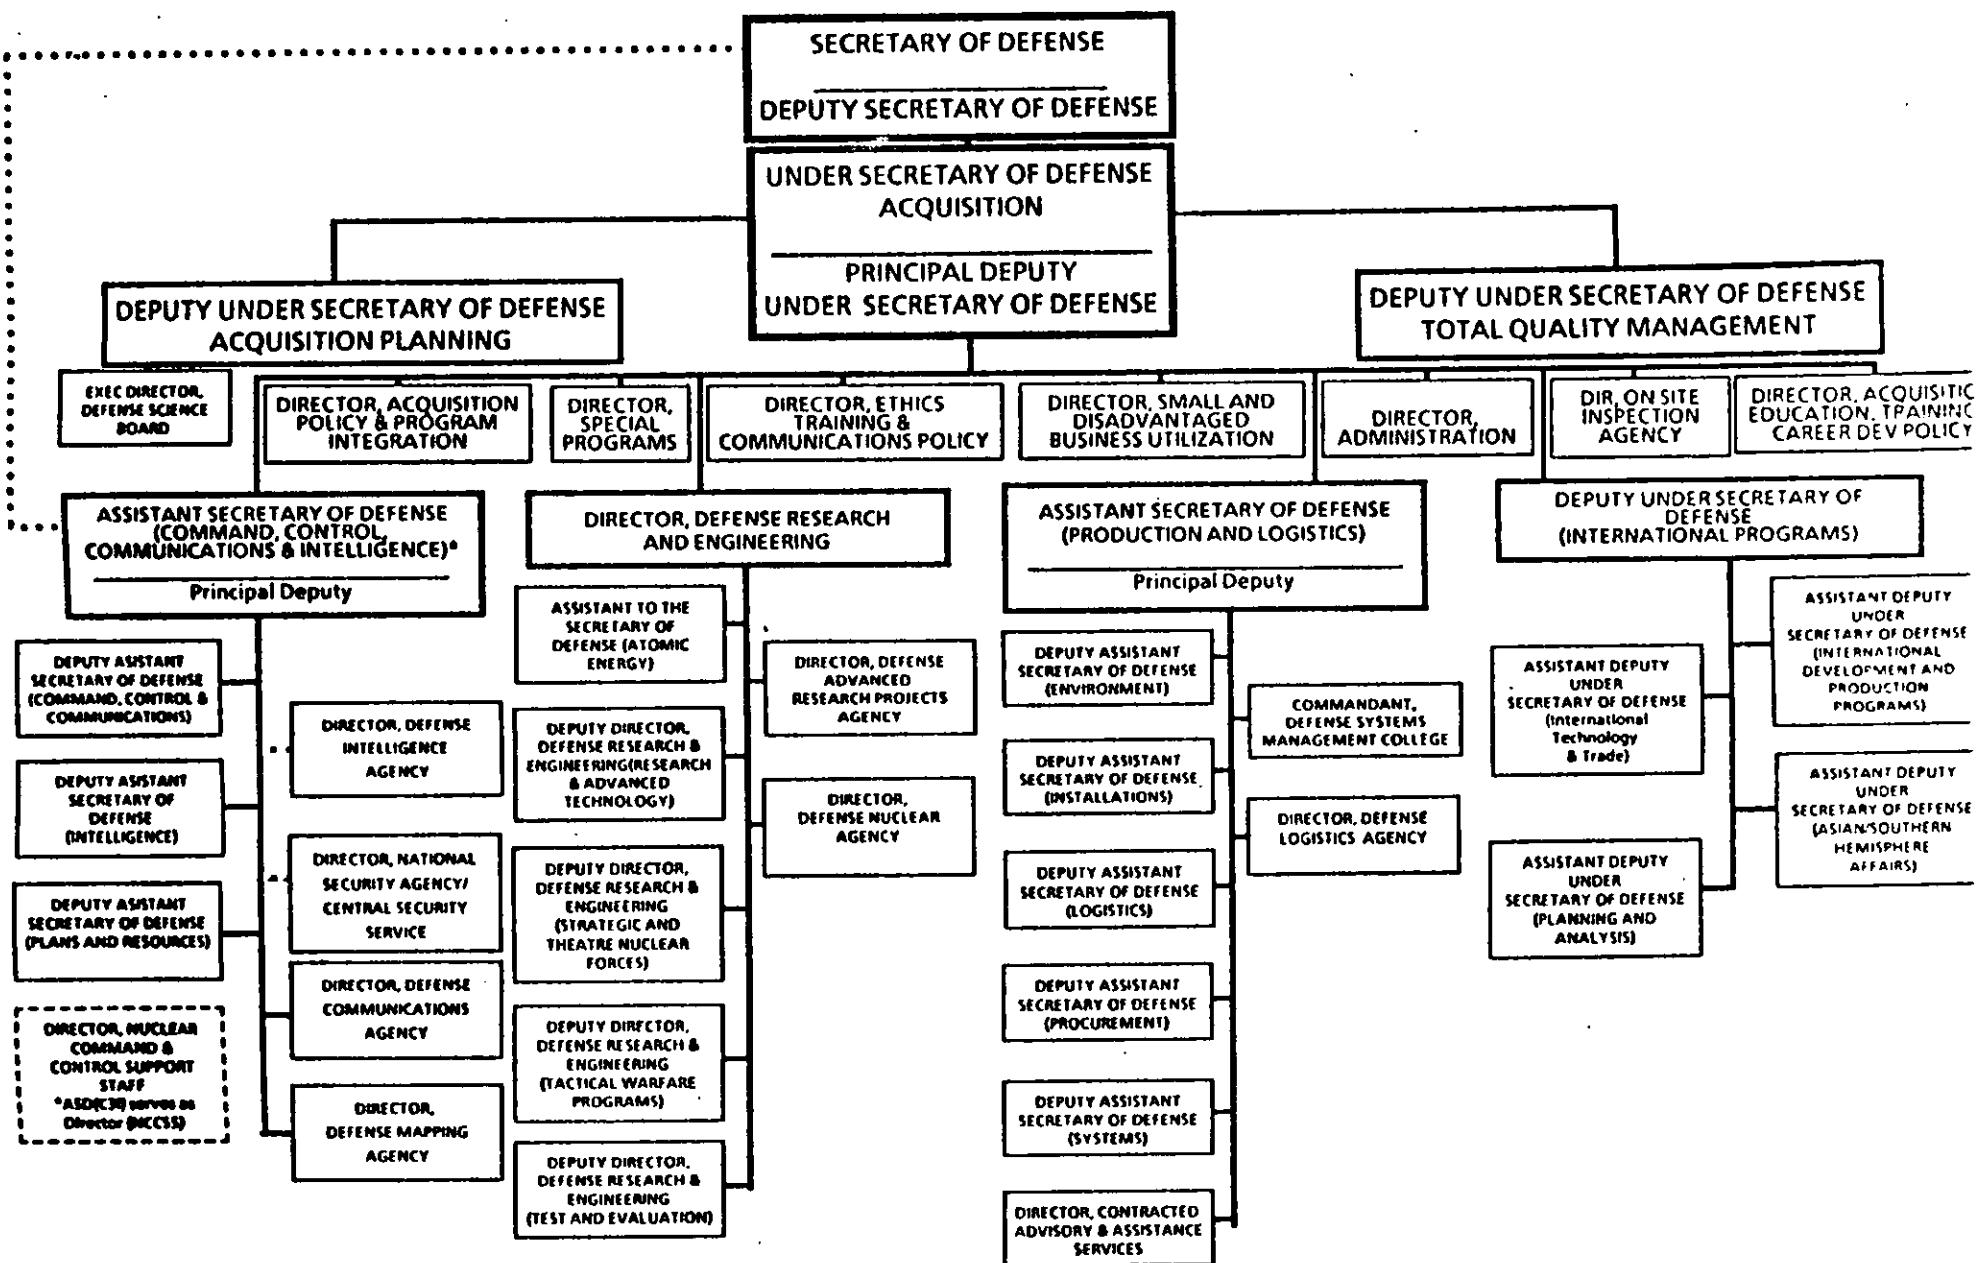 SECRETARY OF DEFENSE
DEPUTY SECRETARY OF DEFENSE
UNDER SECRETARY OF DEFENSE
ACQUISITION
PRINCIPAL DEPUTY
UNDER SECRETARY OF DEFENSE
DEPUTY UNDER SECRETARY OF DEFENSE
ACQUISITION PLANNING
DEPUTY UNDER SECRETARY OF DEFENSE
TOTAL QUALITY MANAGEMENT
EXEC DIRECTOR,
DEFENSE SCIENCE
BOARD
DIRECTOR, ACQUISITION
POLICY & PROGRAM
INTEGRATION
DIRECTOR,
SPECIAL
PROGRAMS
DIRECTOR, ETHICS
TRAINING &
COMMUNICATIONS POLICY
DIRECTOR, SMALL AND
DISADVANTAGED
BUSINESS UTILIZATION
DIRECTOR,
ADMINISTRATION
DIR, ON SITE
INSPECTION
AGENCY
DIRECTOR, ACQUISITIC
EDUCATION, TRAINING
CAREER DEV POLICY
ASSISTANT SECRETARY OF DEFENSE
(COMMAND, CONTROL,
COMMUNICATIONS & INTELLIGENCE)*
Principal Deputy
DEPUTY ASISTANT
SECRETARY OF DEFENSE
(COMMAND, CONTROL &
COMMUNICATIONS)
DEPUTY ASISTANT
SECRETARY OF
DEFENSE
(INTELLIGENCE)
DEPUTY ASISTANT
SECRETARY OF DEFENSE
(PLANS AND RESOURCES)
DIRECTOR, NUCLEAR
COMMAND &
CONTROL SUPPORT
STAFF
*ASD(C3I) serves as
Director (NCCSS)
DIRECTOR, DEFENSE
INTELLIGENCE
AGENCY
DIRECTOR, NATIONAL
SECURITY AGENCY/
CENTRAL SECURITY
SERVICE
DIRECTOR, DEFENSE
COMMUNICATIONS
AGENCY
DIRECTOR,
DEFENSE MAPPING
AGENCY
DIRECTOR, DEFENSE RESEARCH
AND ENGINEERING
ASSISTANT TO THE
SECRETARY OF
DEFENSE (ATOMIC
ENERGY)
DEPUTY DIRECTOR,
DEFENSE RESEARCH &
ENGINEERING(RESEARCH
& ADVANCED
TECHNOLOGY)
DEPUTY DIRECTOR,
DEFENSE RESEARCH &
ENGINEERING
(STRATEGIC AND
THEATRE NUCLEAR
FORCES)
DEPUTY DIRECTOR,
DEFENSE RESEARCH &
ENGINEERING
(TACTICAL WARFARE
PROGRAMS)
DEPUTY DIRECTOR,
DEFENSE RESEARCH &
ENGINEERING
(TEST AND EVALUATION)
DIRECTOR, DEFENSE
ADVANCED
RESEARCH PROJECTS
AGENCY
DIRECTOR,
DEFENSE NUCLEAR
AGENCY
ASSISTANT SECRETARY OF DEFENSE
(PRODUCTION AND LOGISTICS)
Principal Deputy
DEPUTY ASSISTANT
SECRETARY OF DEFENSE
(ENVIRONMENT)
DEPUTY ASSISTANT
SECRETARY OF DEFENSE
(INSTALLATIONS)
DEPUTY ASSISTANT
SECRETARY OF DEFENSE
(LOGISTICS)
DEPUTY ASSISTANT
SECRETARY OF DEFENSE
(PROCUREMENT)
DEPUTY ASSISTANT
SECRETARY OF DEFENSE
(SYSTEMS)
DIRECTOR, CONTRACTED
ADVISORY & ASSISTANCE
SERVICES
COMMANDANT,
DEFENSE SYSTEMS
MANAGEMENT COLLEGE
DIRECTOR, DEFENSE
LOGISTICS AGENCY
DEPUTY UNDER SECRETARY OF
DEFENSE
(INTERNATIONAL PROGRAMS)
ASSISTANT DEPUTY
UNDER
SECRETARY OF DEFENSE
(International
Technology
& Trade)
ASSISTANT DEPUTY
UNDER
SECRETARY OF DEFENSE
(PLANNING AND
ANALYSIS)
ASSISTANT DEPUTY
UNDER
SECRETARY OF DEFENSE
(INTERNATIONAL
DEVELOPMENT AND
PRODUCTION
PROGRAMS)
ASSISTANT DEPUTY
UNDER
SECRETARY OF DEFENSE
(ASIAN/SOUTHERN
HEMISPHERE
AFFAIRS)